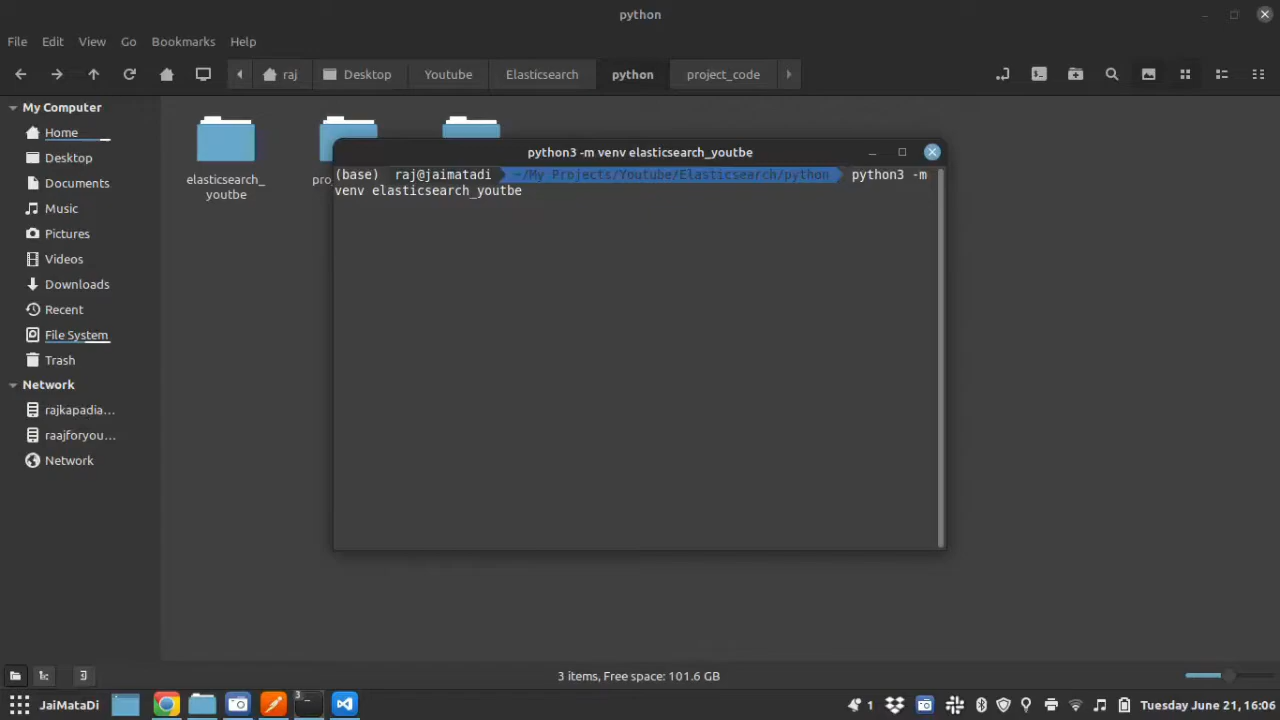 python
File Edit View Go Bookmarks Help
raj Desktop Youtube Elasticsearch python project_code
My Computer
Home
Desktop
Documents
Music
Pictures
Videos
Downloads
Recent
File System
Trash
Network
rajkapadia...
raajforyou...
Network
elasticsearch_
youtbe
pro
python3 -m venv elasticsearch_youtbe
(base) raj@jaimatadi ~/My Projects/Youtube/Elasticsearch/python python3 -m
venv elasticsearch_youtbe
3 items, Free space: 101.6 GB
JaiMataDi 3 1 Tuesday June 21, 16:06